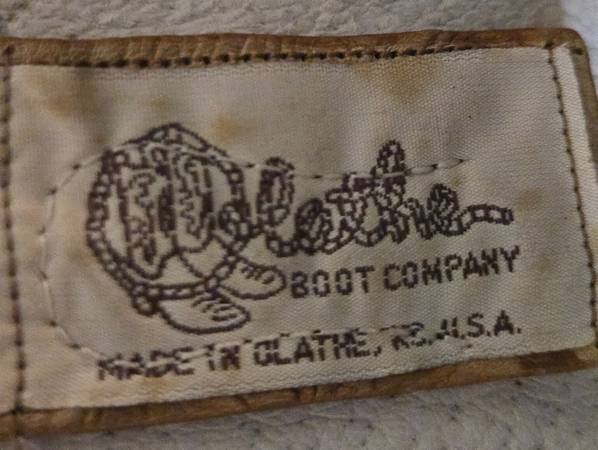 Olathe
BOOT COMPANY
MADE IN OLATHE, KS. U.S.A.